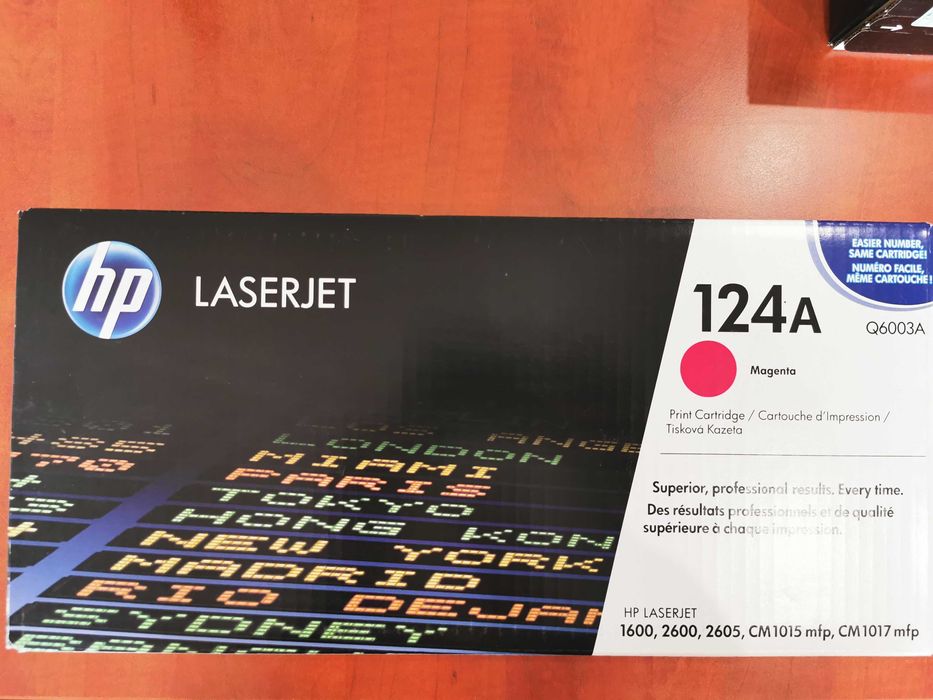 hp
LASERJET
EASIER NUMBER,
SAME CARTRIDGE!
NUMÉRO FACILE,
MÊME CARTOUCHE!
124A
Q6003A
Magenta
Print Cartridge / Cartouche d'Impression /
Tisková Kazeta
Superior, professional results. Every time.
Des résultats professionnels et de qualité
supérieure à chaque impression.
HP LASERJET
1600, 2600, 2605, CM1015 mfp, CM1017 mfp
LONDON
MIAMI
PARIS
TOKYO
HONG KON
NEW YORK
MADRID
RIO DEJAN
SYDNEY